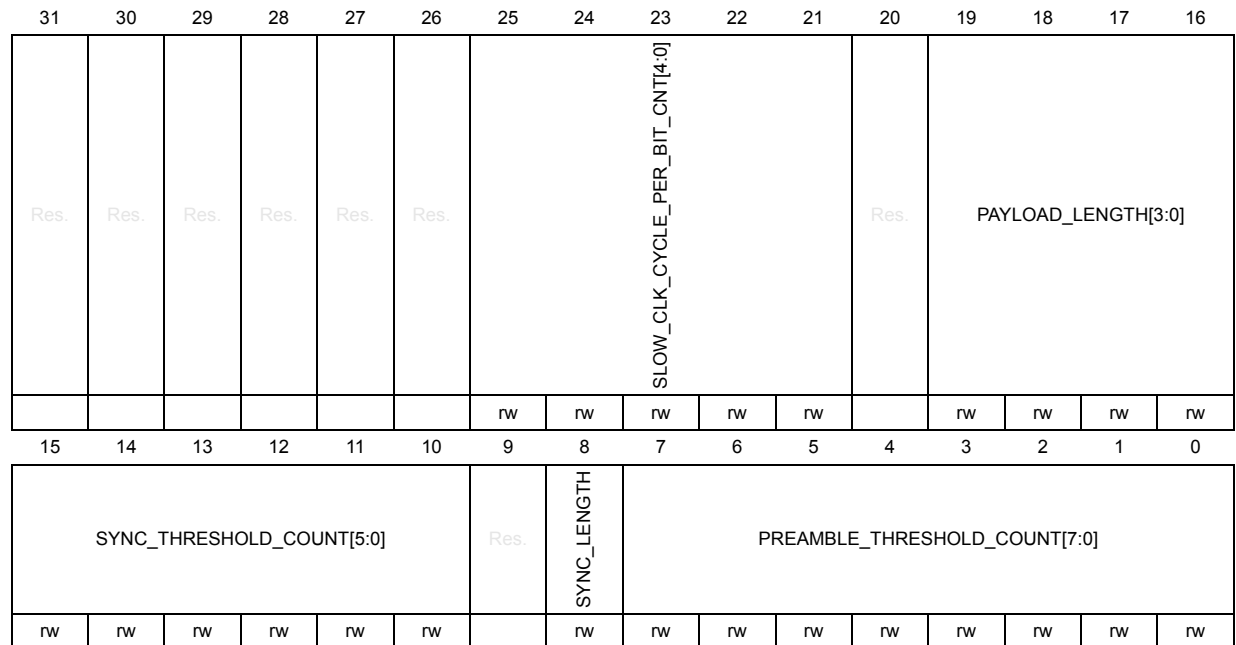 31 30 29 28 27 26 25 24 23 22 21 20 19 18 17 16
Res. Res. Res. Res. Res. Res. SLOW_CLK_CYCLE_PER_BIT_CNT[4:0] Res. PAYLOAD_LENGTH[3:0]
rw rw rw rw rw rw rw rw rw
15 14 13 12 11 10 9 8 7 6 5 4 3 2 1 0
SYNC_THRESHOLD_COUNT[5:0] Res. SYNC_LENGTH PREAMBLE_THRESHOLD_COUNT[7:0]
rw rw rw rw rw rw rw rw rw rw rw rw rw rw rw